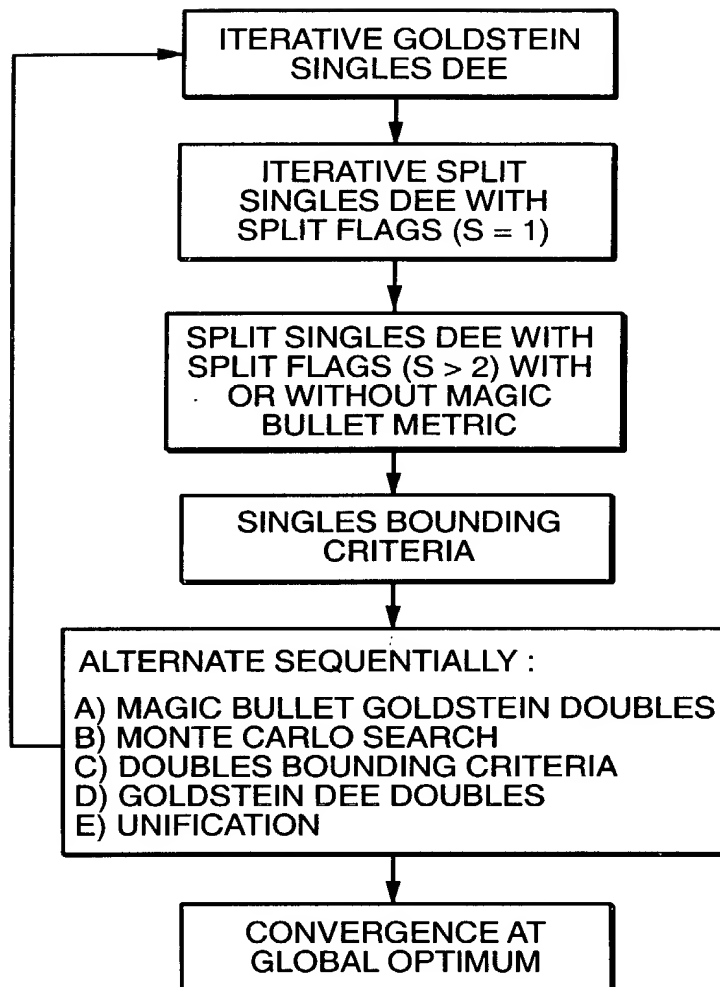 ITERATIVE GOLDSTEIN
SINGLES DEE
ITERATIVE SPLIT
SINGLES DEE WITH
SPLIT FLAGS (S = 1)
SPLIT SINGLES DEE WITH
SPLIT FLAGS (S > 2) WITH
OR WITHOUT MAGIC
BULLET METRIC
SINGLES BOUNDING
CRITERIA
ALTERNATE SEQUENTIALLY :
A) MAGIC BULLET GOLDSTEIN DOUBLES
B) MONTE CARLO SEARCH
C) DOUBLES BOUNDING CRITERIA
D) GOLDSTEIN DEE DOUBLES
E) UNIFICATION
CONVERGENCE AT
GLOBAL OPTIMUM